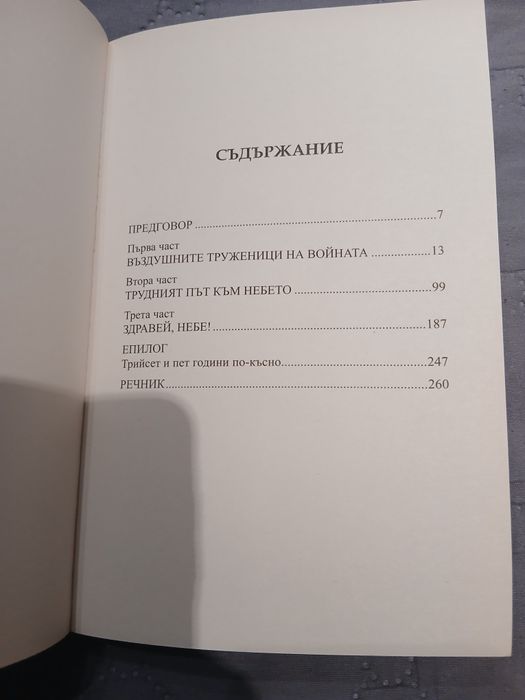 СЪДЪРЖАНИЕ
ПРЕДГОВОР ........................................................................7
Първа част
ВЪЗДУШНИТЕ ТРУЖЕНИЦИ НА ВОЙНАТА ..................13
Втора част
ТРУДНИЯТ ПЪТ КЪМ НЕБЕТО ..........................................99
Трета част
ЗДРАВЕЙ, НЕБЕ! ................................................................187
ЕПИЛОГ
Трийсет и пет години по-късно...........................................247
РЕЧНИК...............................................................................260